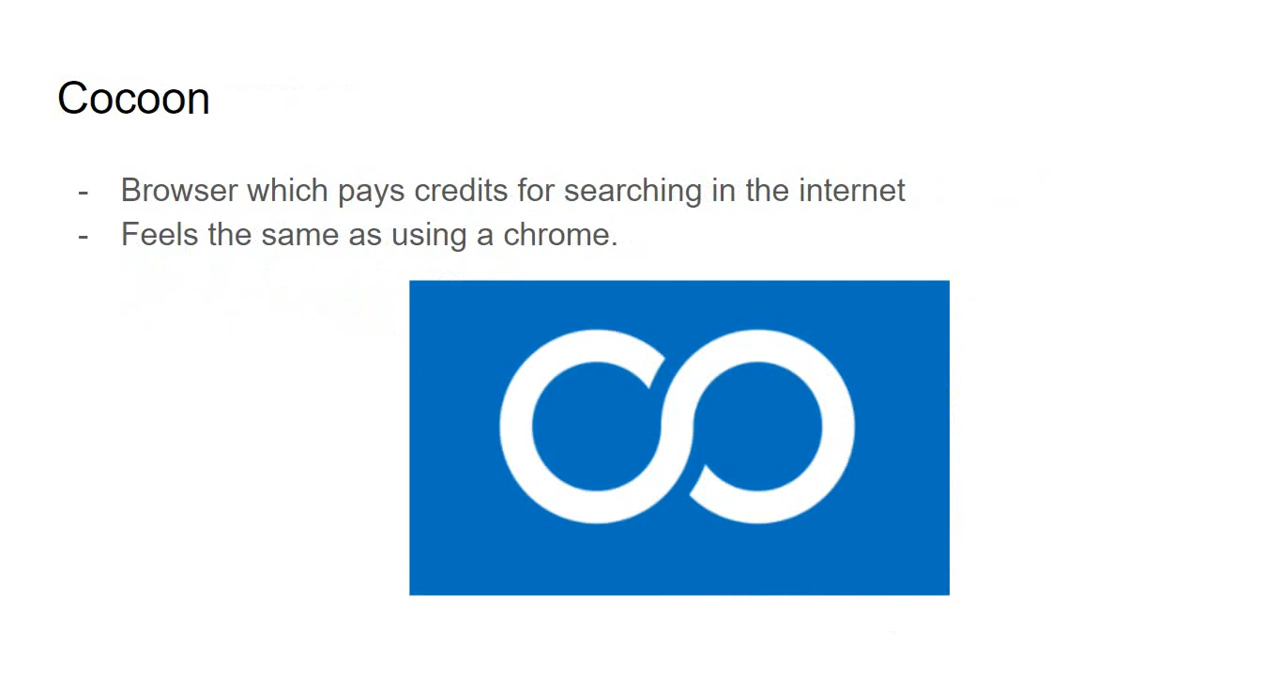 Cocoon
- Browser which pays credits for searching in the internet
- Feels the same as using a chrome.